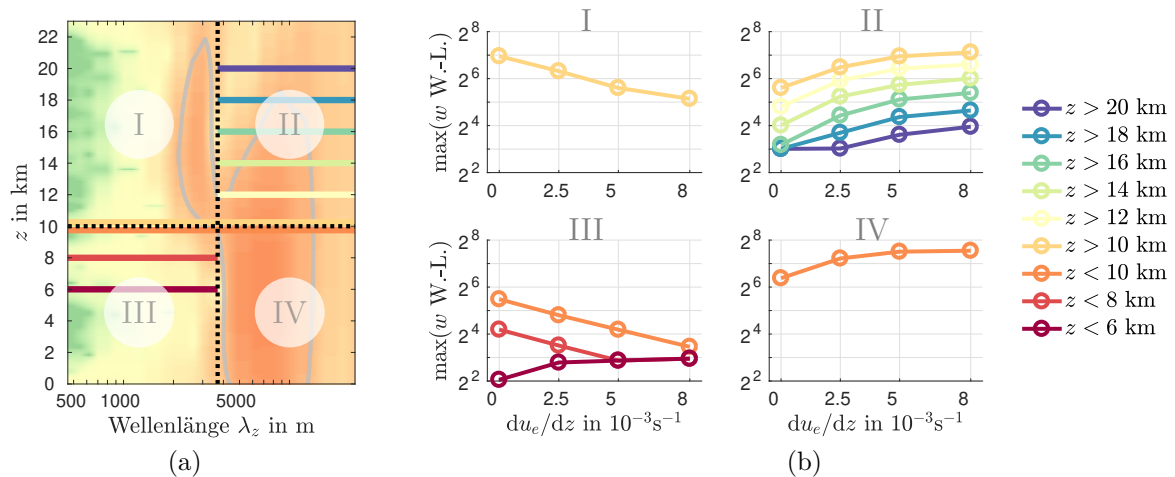 I
II
III
IV
22
20
18
16
14
12
10
8
6
4
2
0
z in km
500
1000
5000
Wellenlänge λ_z in m
(a)
I
2^8
2^6
2^4
2^2
max(w W.-L.)
0
2.5
5
8
II
2^8
2^6
2^4
2^2
0
2.5
5
8
III
2^8
2^6
2^4
2^2
max(w W.-L.)
0
2.5
5
8
du_e/dz in 10^−3 s^−1
IV
2^8
2^6
2^4
2^2
0
2.5
5
8
du_e/dz in 10^−3 s^−1
(b)
z > 20 km
z > 18 km
z > 16 km
z > 14 km
z > 12 km
z > 10 km
z < 10 km
z < 8 km
z < 6 km